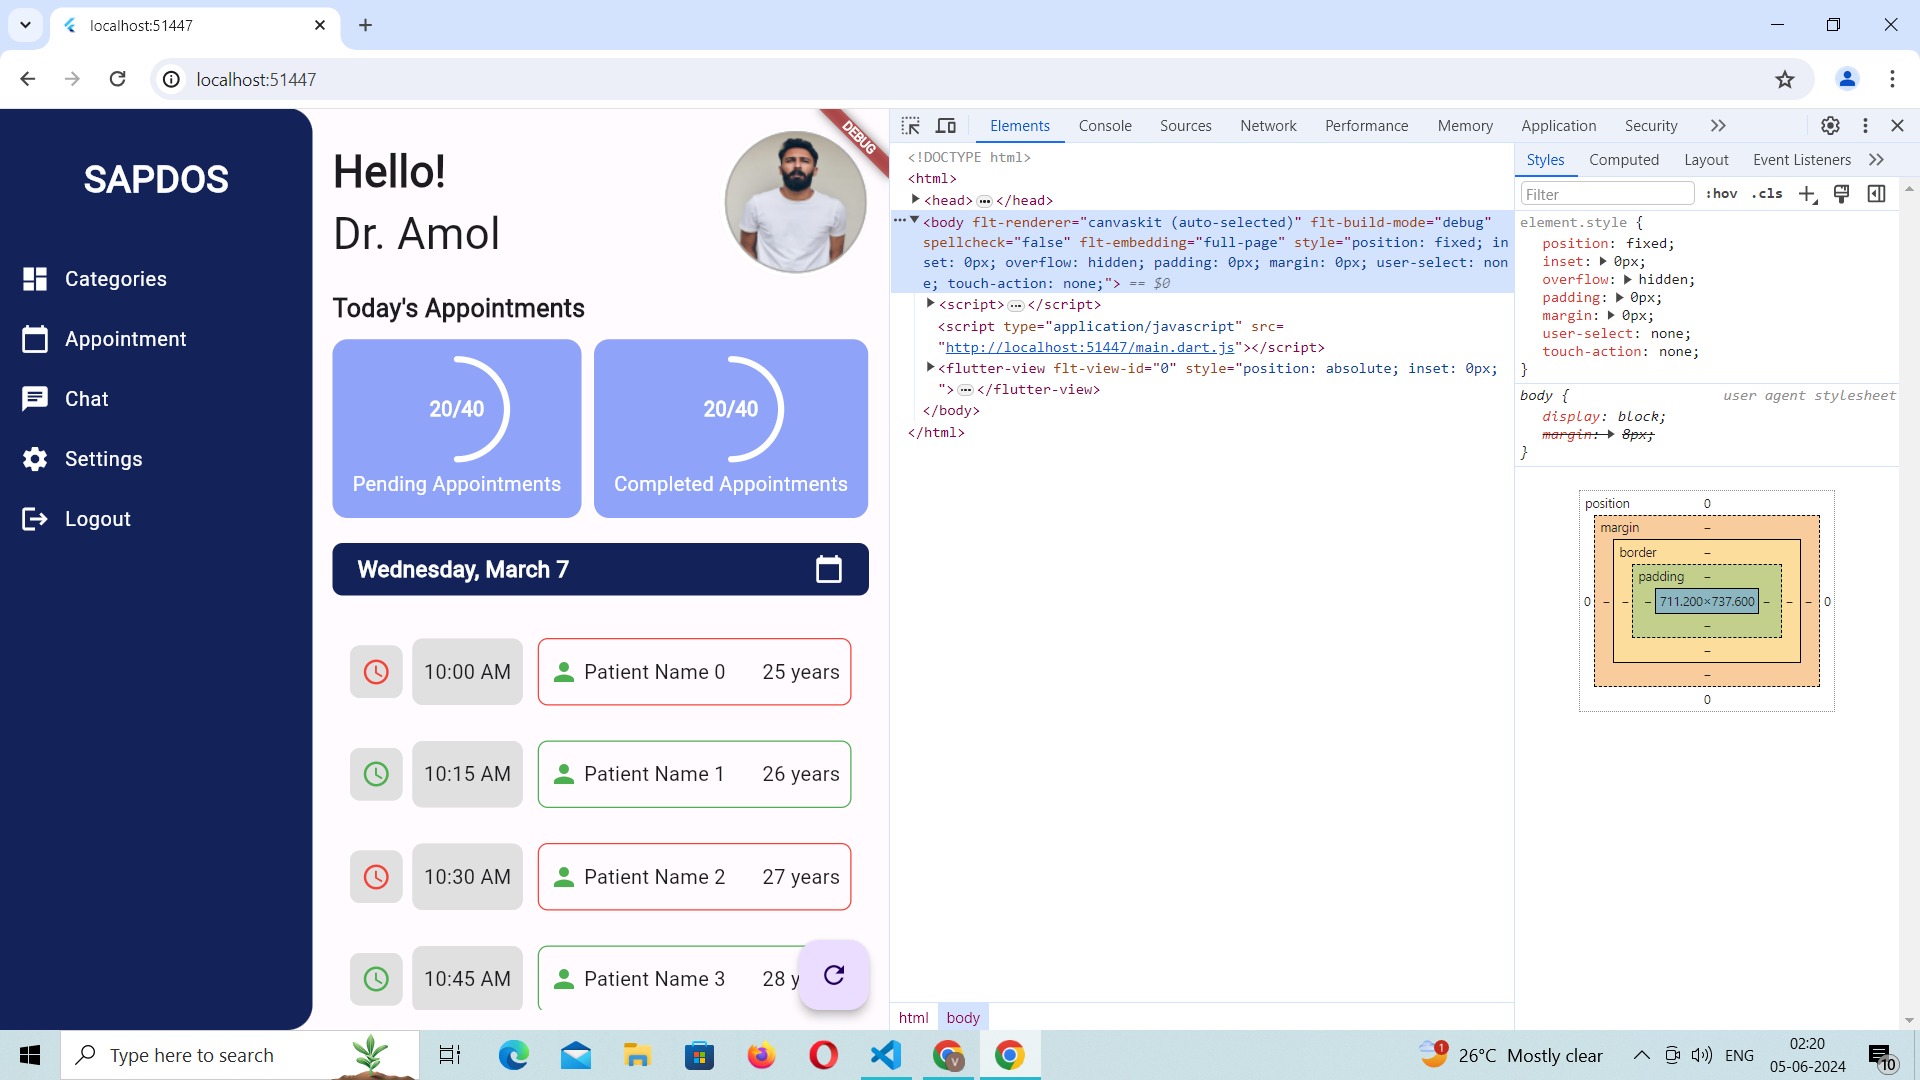 localhost:51447
localhost:51447
SAPDOS
Categories
Appointment
Chat
Settings
Logout
DEBUG
Hello!
Dr. Amol
Today's Appointments
20/40
Pending Appointments
20/40
Completed Appointments
Wednesday, March 7
10:00 AM Patient Name 0 25 years
10:15 AM Patient Name 1 26 years
10:30 AM Patient Name 2 27 years
10:45 AM Patient Name 3 28 y
Elements Console Sources Network Performance Memory Application Security
<!DOCTYPE html>
<html>
<head> ••• </head>
••• <body flt-renderer="canvaskit (auto-selected)" flt-build-mode="debug"
spellcheck="false" flt-embedding="full-page" style="position: fixed; in
set: 0px; overflow: hidden; padding: 0px; margin: 0px; user-select: non
e; touch-action: none;"> == $0
<script> ••• </script>
<script type="application/javascript" src=
"http://localhost:51447/main.dart.js"></script>
<flutter-view flt-view-id="0" style="position: absolute; inset: 0px;
"> ••• </flutter-view>
</body>
</html>
html body
Styles Computed Layout Event Listeners
Filter :hov .cls
element.style {
position: fixed;
inset: 0px;
overflow: hidden;
padding: 0px;
margin: 0px;
user-select: none;
touch-action: none;
}
body { user agent stylesheet
display: block;
margin: 8px;
}
position 0
margin –
border –
padding –
0 – – – 711.200×737.600 – – – 0
–
–
–
0
Type here to search
1 26°C Mostly clear
ENG
02:20
05-06-2024
10
V